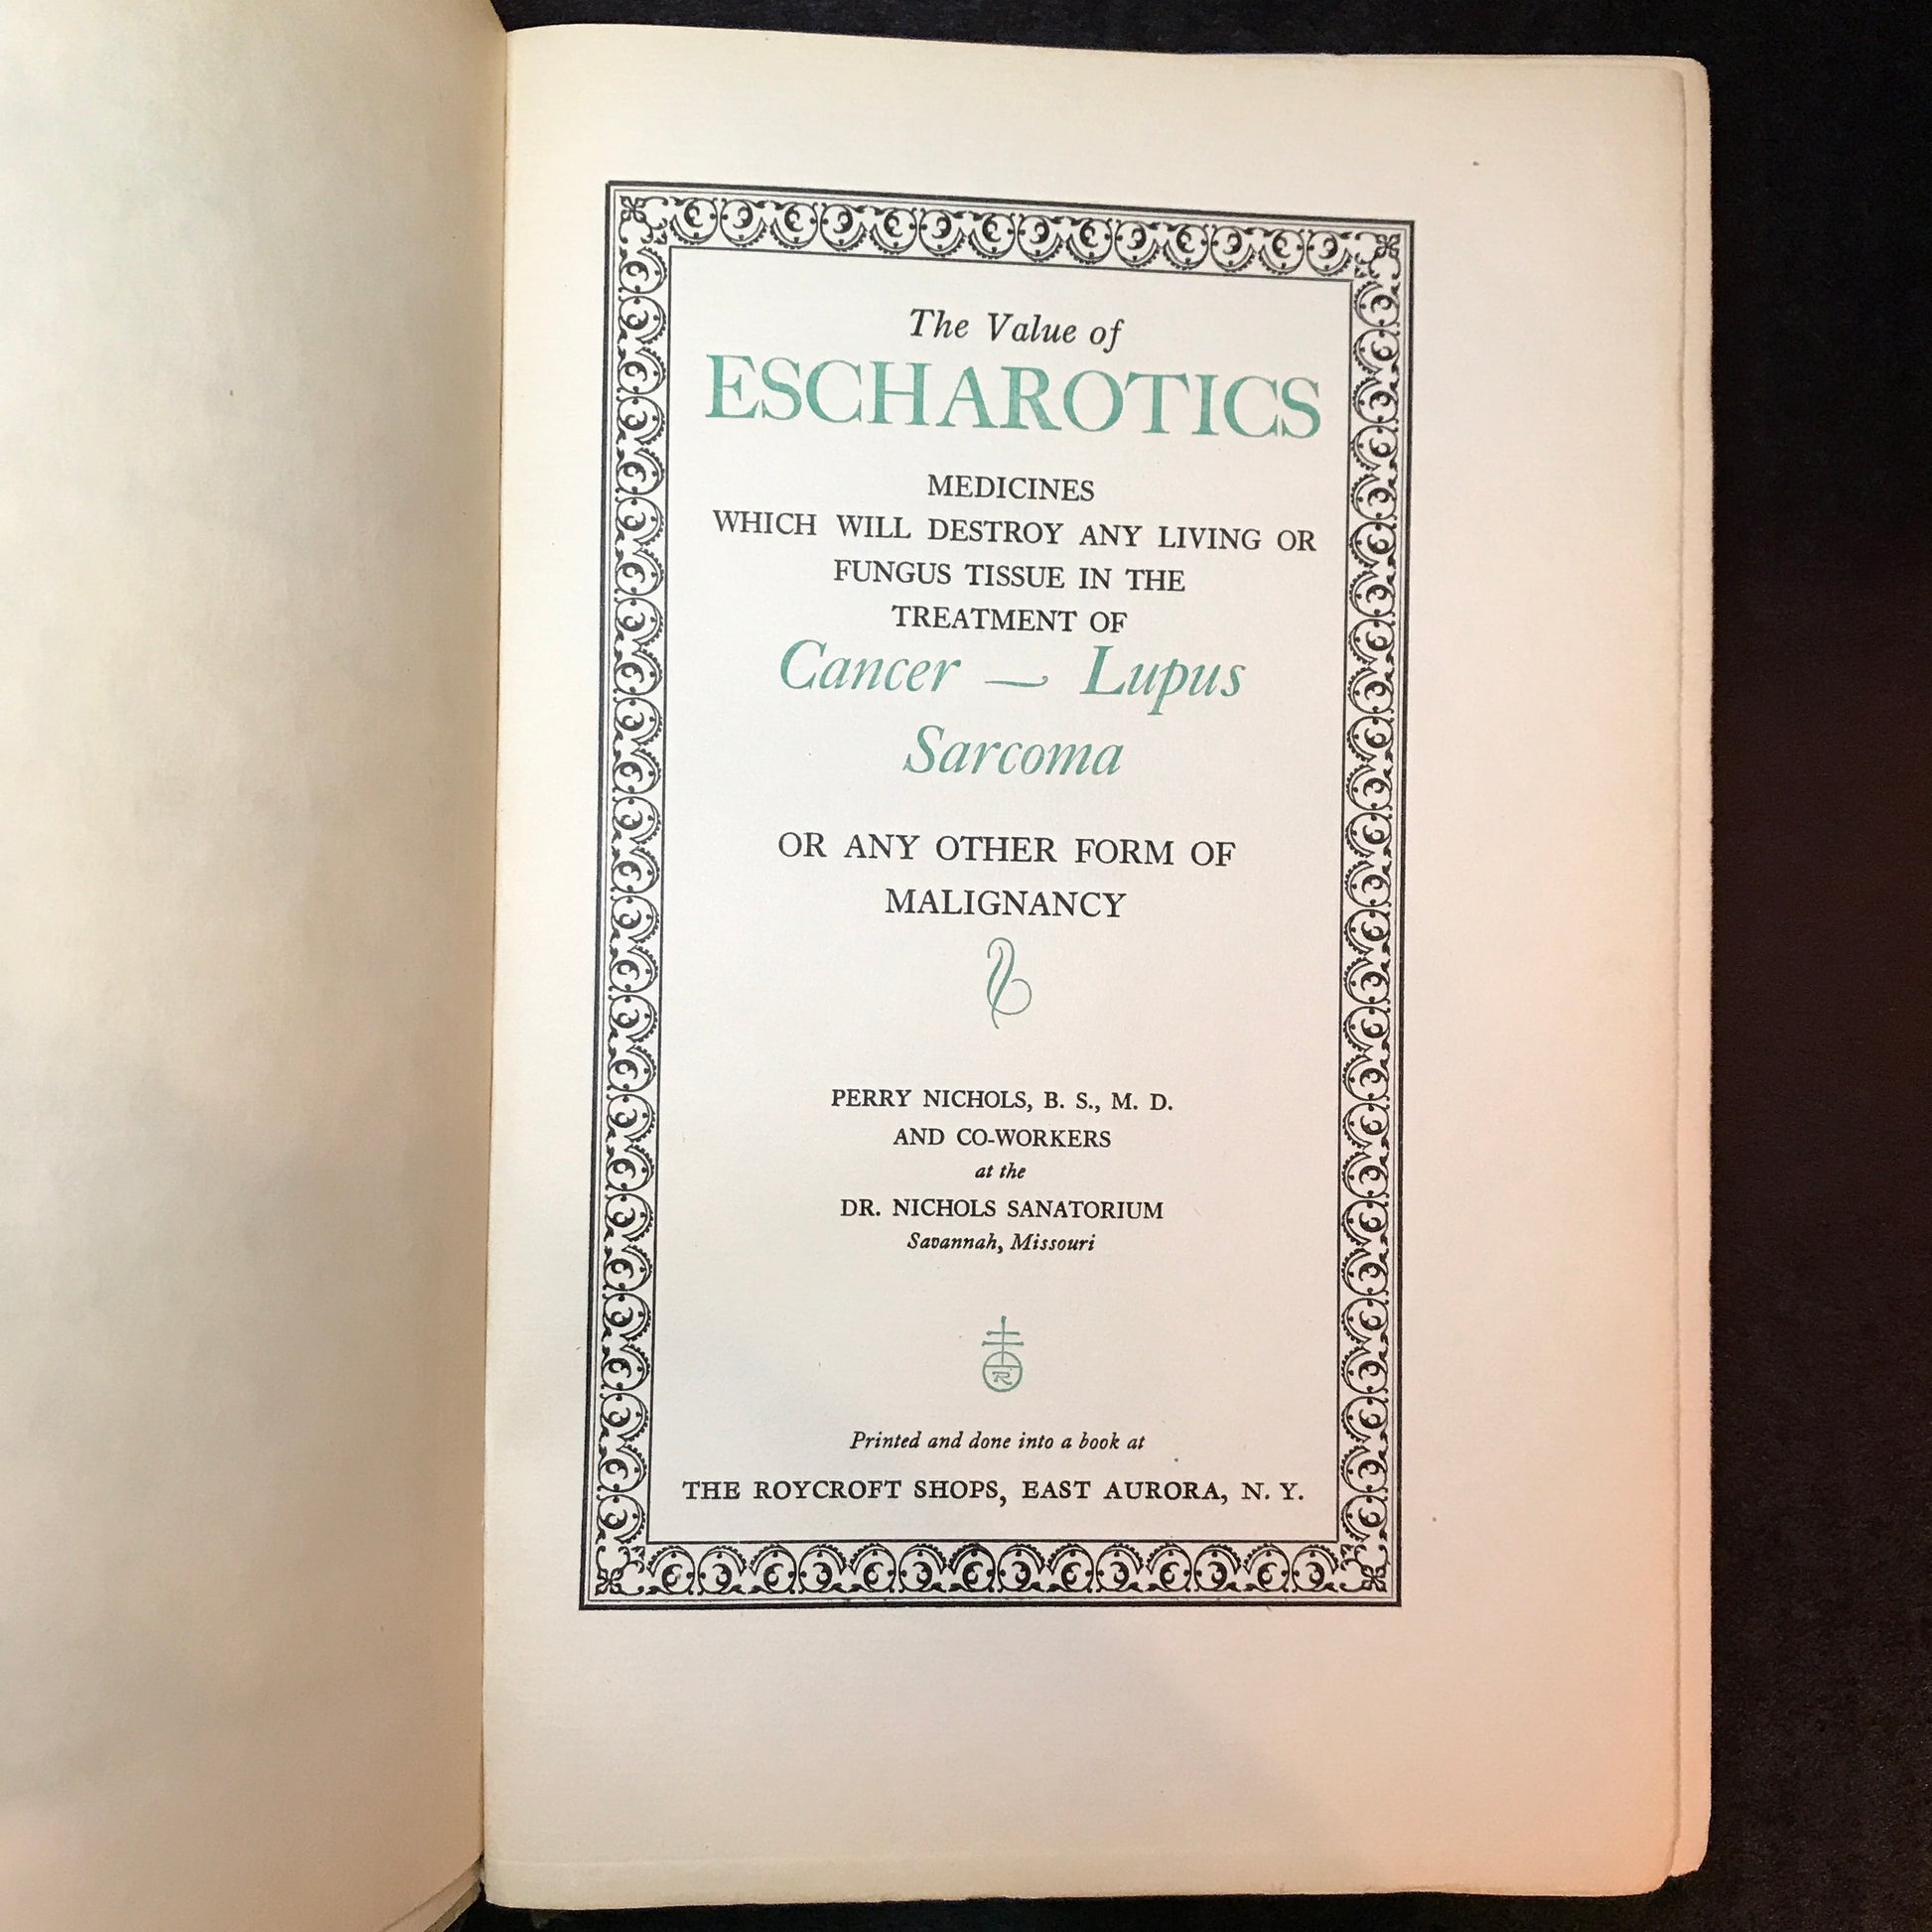 The Value of
ESCHAROTICS
MEDICINES
WHICH WILL DESTROY ANY LIVING OR
FUNGUS TISSUE IN THE
TREATMENT OF
Cancer — Lupus
Sarcoma
OR ANY OTHER FORM OF
MALIGNANCY
PERRY NICHOLS, B. S., M. D.
AND CO-WORKERS
at the
DR. NICHOLS SANATORIUM
Savannah, Missouri
R
Printed and done into a book at
THE ROYCROFT SHOPS, EAST AURORA, N. Y.